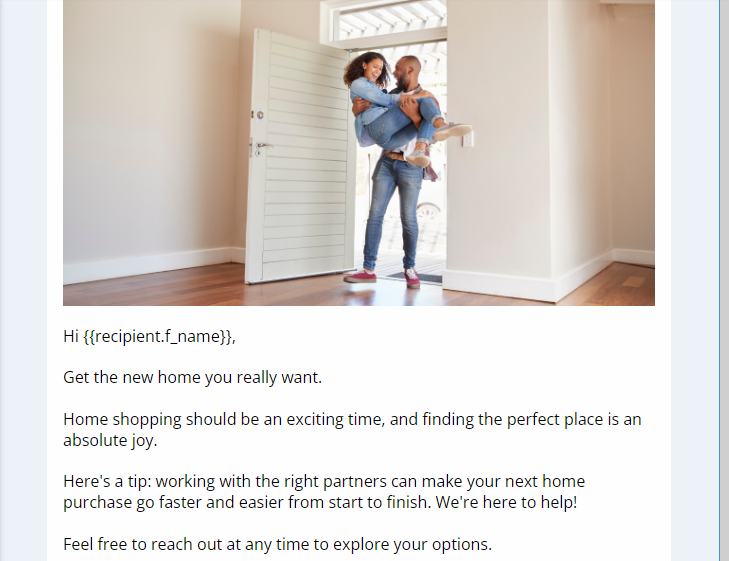 Hi {{recipient.f_name}},
Get the new home you really want.
Home shopping should be an exciting time, and finding the perfect place is an
absolute joy.
Here's a tip: working with the right partners can make your next home
purchase go faster and easier from start to finish. We're here to help!
Feel free to reach out at any time to explore your options.